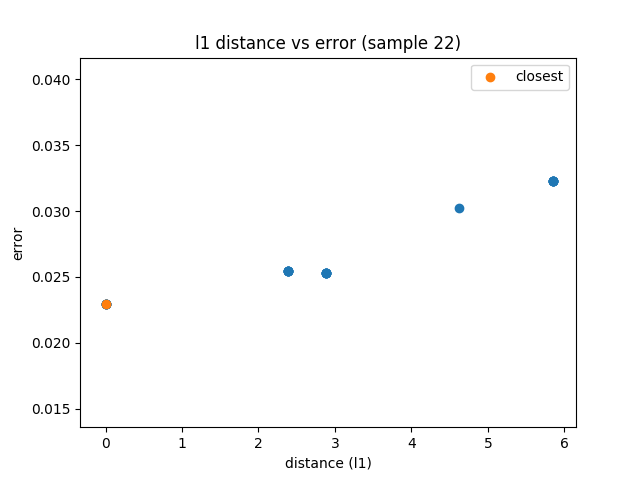 l1 distance vs error (sample 22)
closest
0.040
0.035
0.030
0.025
0.020
0.015
error
0 1 2 3 4 5 6
distance (l1)